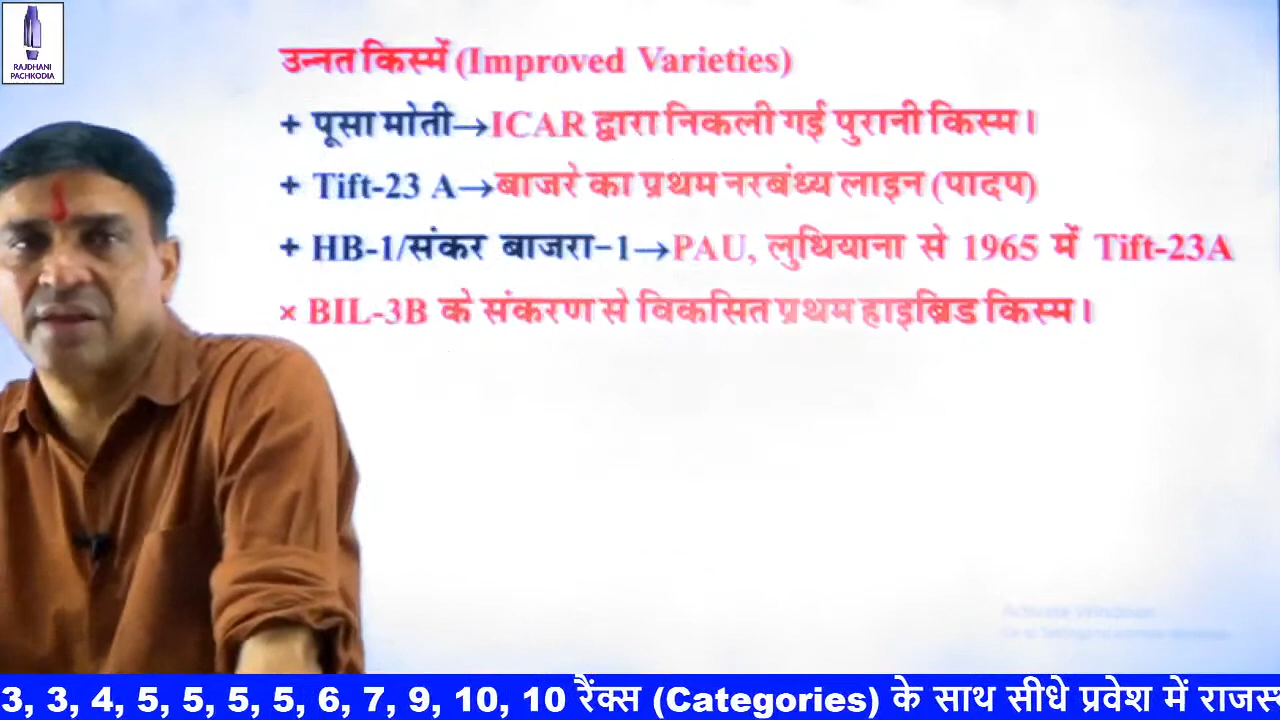 RAJDHANI
PACHKODIA
उन्नत किस्में (Improved Varieties)
+ पूसा मोती→ICAR द्वारा निकली गई पुरानी किस्म।
+ Tift-23 A→बाजरे का प्रथम नरबंध्य लाइन (पादप)
+ HB-1/संकर बाजरा-1→PAU, लुधियाना से 1965 में Tift-23A
× BIL-3B के संकरण से विकसित प्रथम हाइब्रिड किस्म।
Activate Windows
3, 3, 4, 5, 5, 5, 5, 6, 7, 9, 10, 10 रैंक्स (Categories) के साथ सीधे प्रवेश में राजस